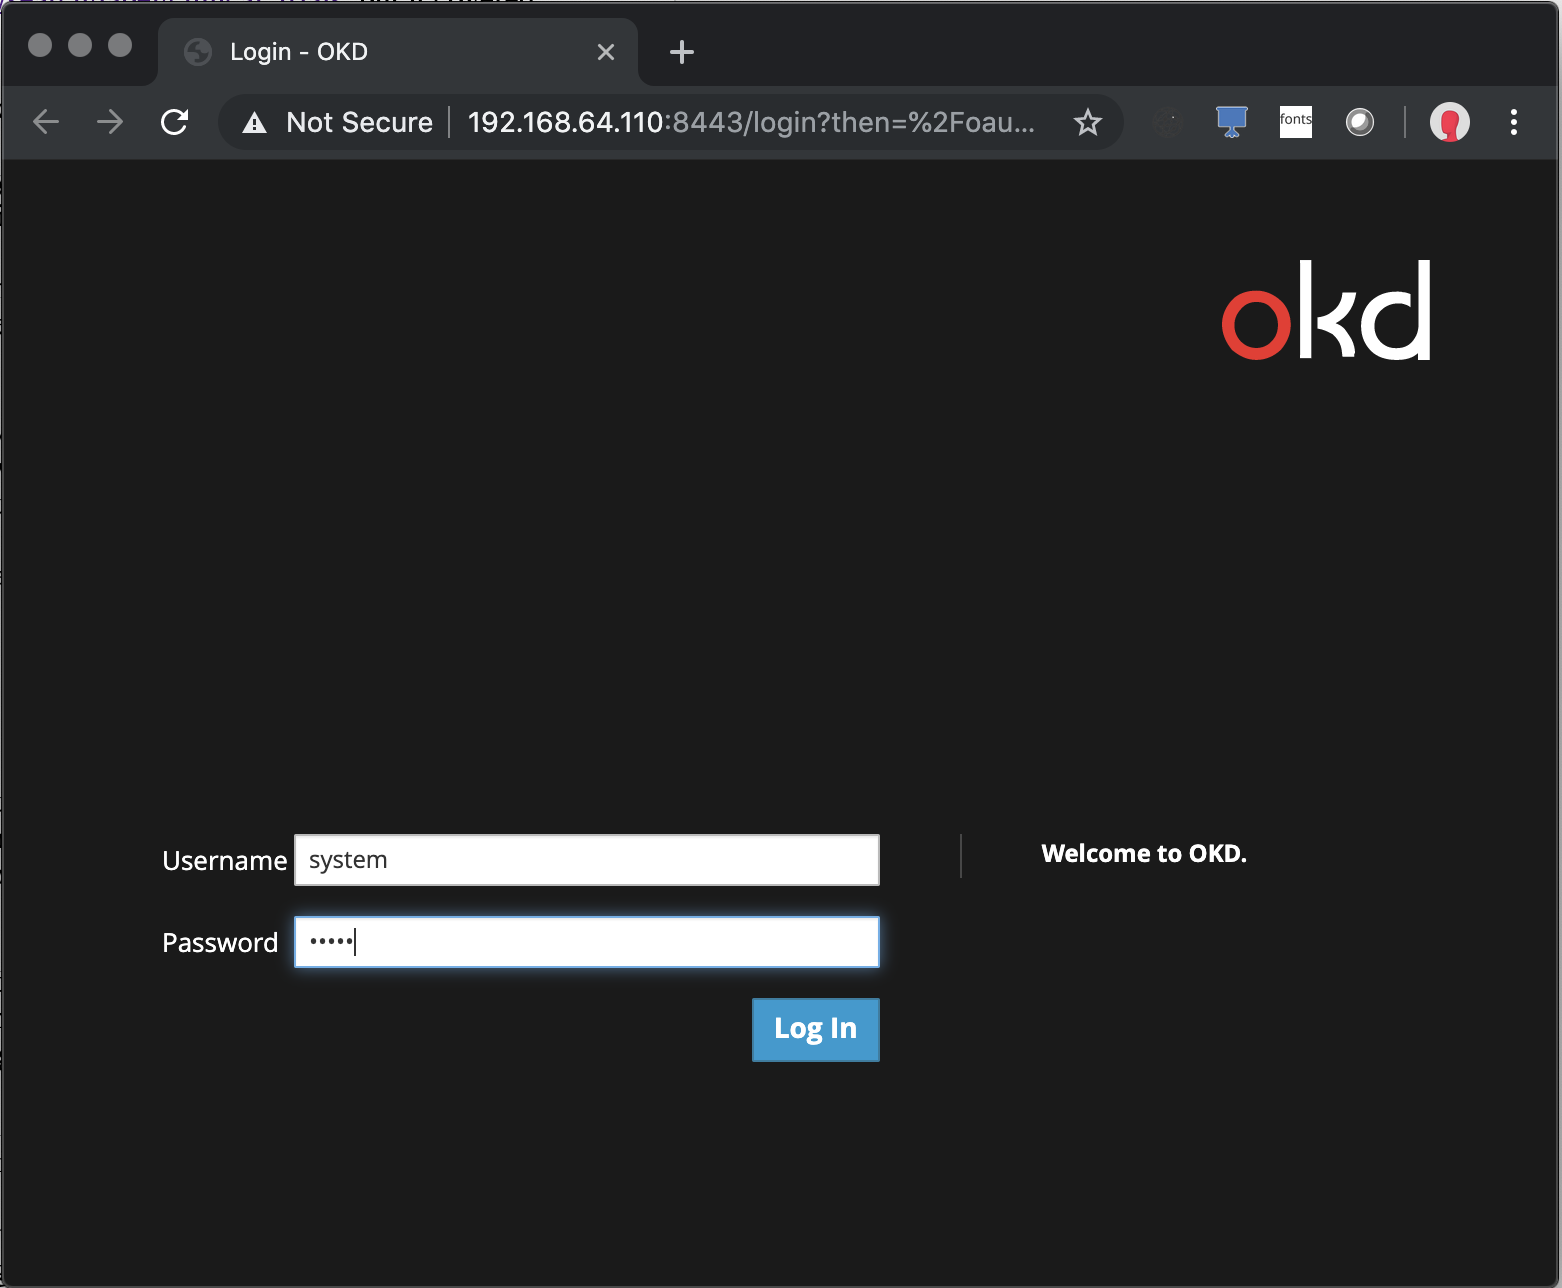 Login - OKD
Not Secure 192.168.64.110:8443/login?then=%2Foau...
fonts
okd
Username system
Welcome to OKD.
Password •••••
Log In